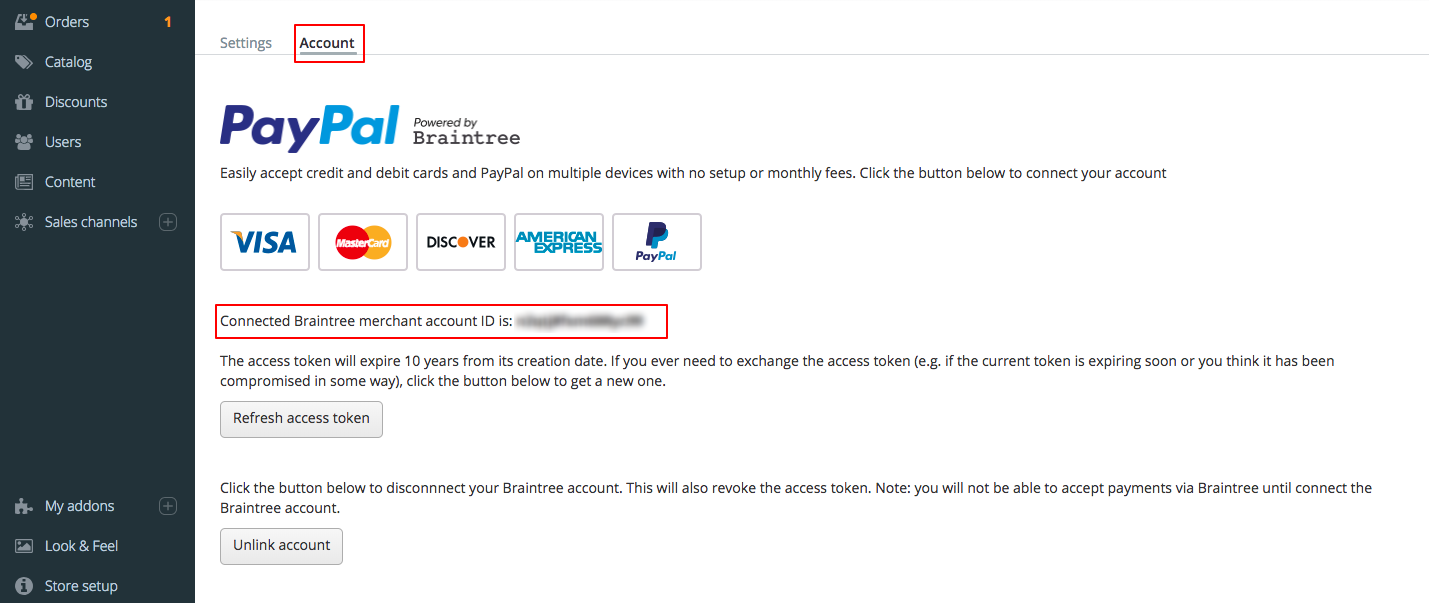 Orders 1
Catalog
Discounts
Users
Content
Sales channels
My addons
Look & Feel
Store setup
Settings Account
PayPal Powered by
Braintree
Easily accept credit and debit cards and PayPal on multiple devices with no setup or monthly fees. Click the button below to connect your account
VISA MasterCard DISCOVER AMERICAN EXPRESS PayPal
Connected Braintree merchant account ID is:
The access token will expire 10 years from its creation date. If you ever need to exchange the access token (e.g. if the current token is expiring soon or you think it has been
compromised in some way), click the button below to get a new one.
Refresh access token
Click the button below to disconnnect your Braintree account. This will also revoke the access token. Note: you will not be able to accept payments via Braintree until connect the
Braintree account.
Unlink account